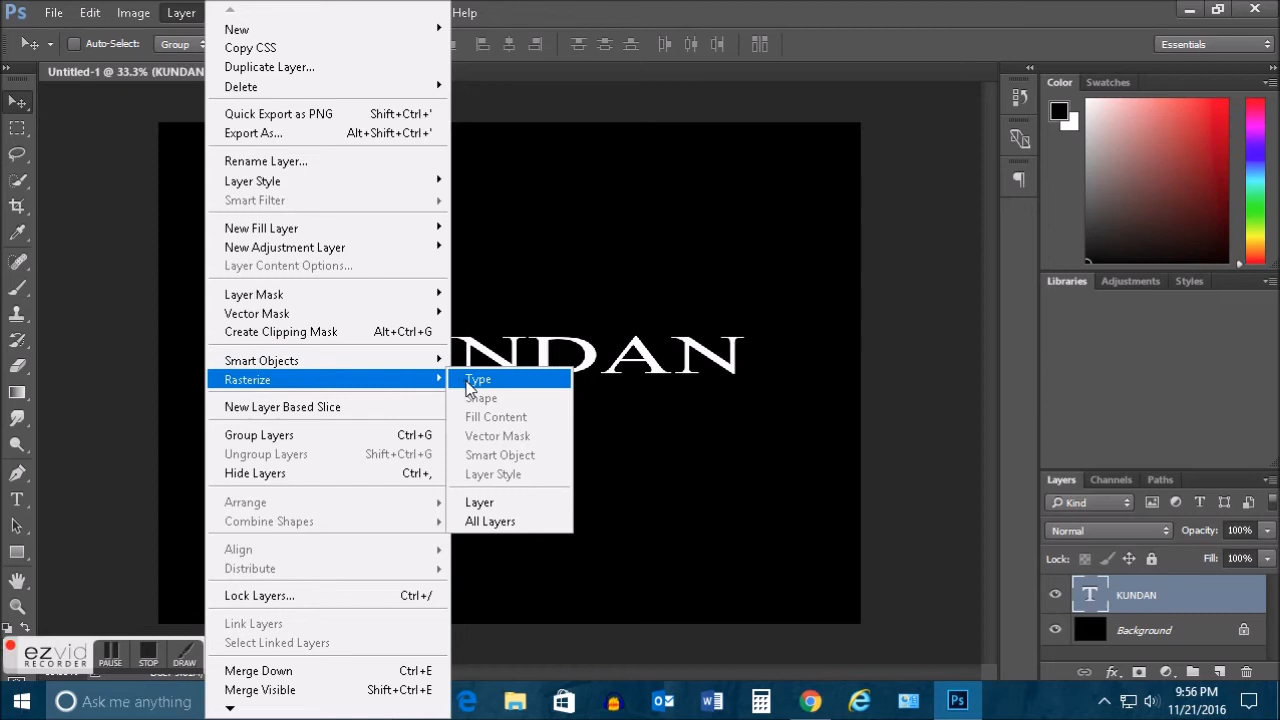 Ps File Edit Image Layer Help
Auto-Select: Group Essentials
Untitled-1 @ 33.3% (KUNDAN
New
Copy CSS
Duplicate Layer...
Delete
Quick Export as PNG Shift+Ctrl+'
Export As... Alt+Shift+Ctrl+'
Rename Layer...
Layer Style
Smart Filter
New Fill Layer
New Adjustment Layer
Layer Content Options...
Layer Mask
Vector Mask
Create Clipping Mask Alt+Ctrl+G
Smart Objects
Rasterize
New Layer Based Slice
Group Layers Ctrl+G
Ungroup Layers Shift+Ctrl+G
Hide Layers Ctrl+,
Arrange
Combine Shapes
Align
Distribute
Lock Layers... Ctrl+/
Link Layers
Select Linked Layers
Merge Down Ctrl+E
Merge Visible Shift+Ctrl+E
Type
Shape
Fill Content
Vector Mask
Smart Object
Layer Style
Layer
All Layers
NDAN
Color Swatches
Libraries Adjustments Styles
Layers Channels Paths
Kind
Normal Opacity: 100%
Lock: Fill: 100%
T KUNDAN
Background
ezvid
RECORDER
PAUSE STOP DRAW
Ask me anything
Ps
9:56 PM
11/21/2016